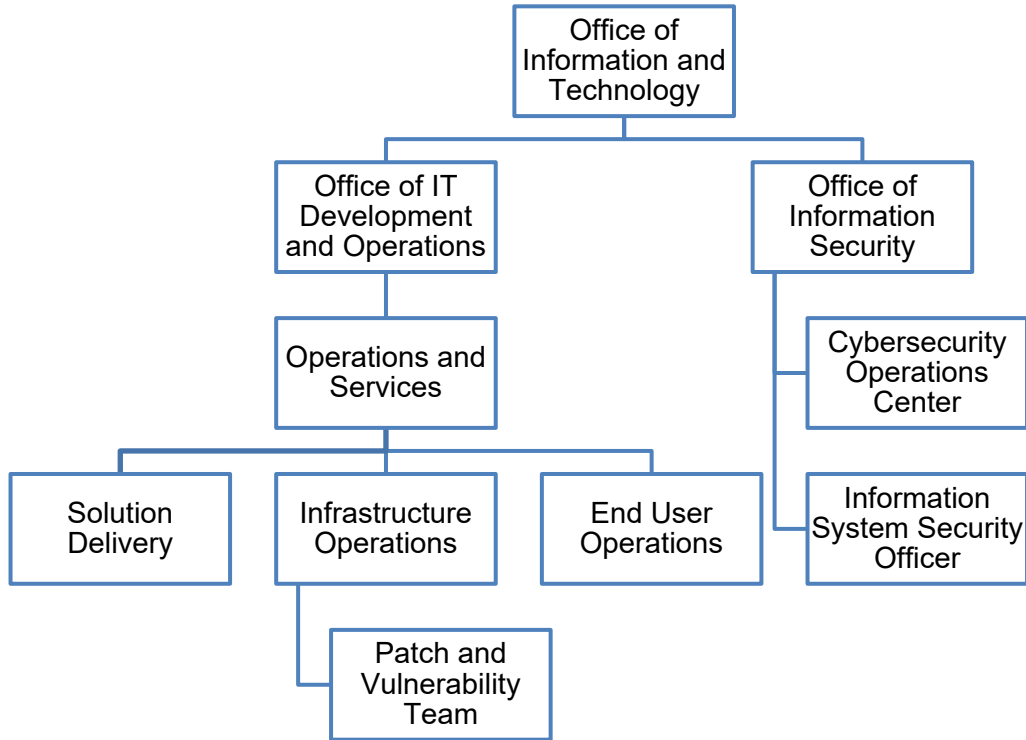 Office of
Information and
Technology
Office of IT
Development
and Operations
Office of
Information
Security
Operations and
Services
Cybersecurity
Operations
Center
Solution
Delivery
Infrastructure
Operations
End User
Operations
Information
System Security
Officer
Patch and
Vulnerability
Team